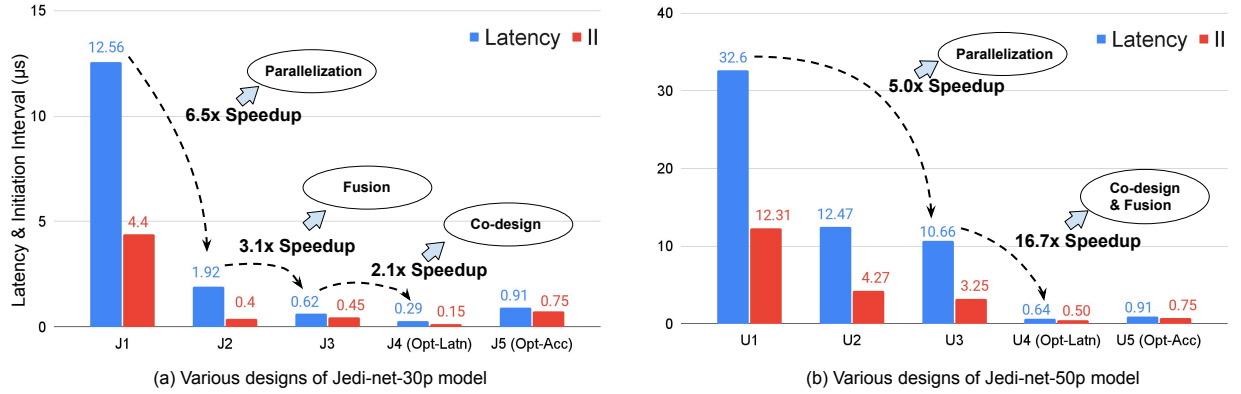 Latency & Initiation Interval (µs)
15
10
5
0
Latency II
12.56
4.4
1.92
0.4
0.62
0.45
0.29
0.15
0.91
0.75
6.5x Speedup
Parallelization
3.1x Speedup
Fusion
2.1x Speedup
Co-design
J1 J2 J3 J4 (Opt-Latn) J5 (Opt-Acc)
(a) Various designs of Jedi-net-30p model
40
30
20
10
0
Latency II
32.6
12.31
12.47
4.27
10.66
3.25
0.64
0.50
0.91
0.75
5.0x Speedup
Parallelization
16.7x Speedup
Co-design
& Fusion
U1 U2 U3 U4 (Opt-Latn) U5 (Opt-Acc)
(b) Various designs of Jedi-net-50p model